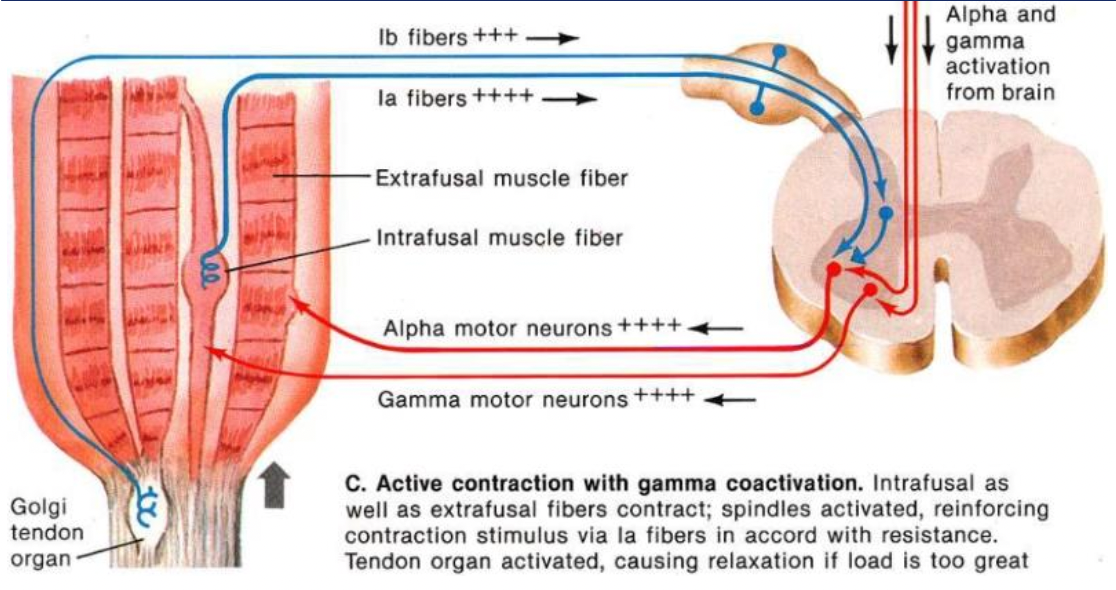 Ib fibers +++
Alpha and
gamma
activation
from brain
Ia fibers ++++
Extrafusal muscle fiber
Intrafusal muscle fiber
Alpha motor neurons ++++
Gamma motor neurons ++++
Golgi
tendon
organ
C. Active contraction with gamma coactivation. Intrafusal as
well as extrafusal fibers contract; spindles activated, reinforcing
contraction stimulus via Ia fibers in accord with resistance.
Tendon organ activated, causing relaxation if load is too great